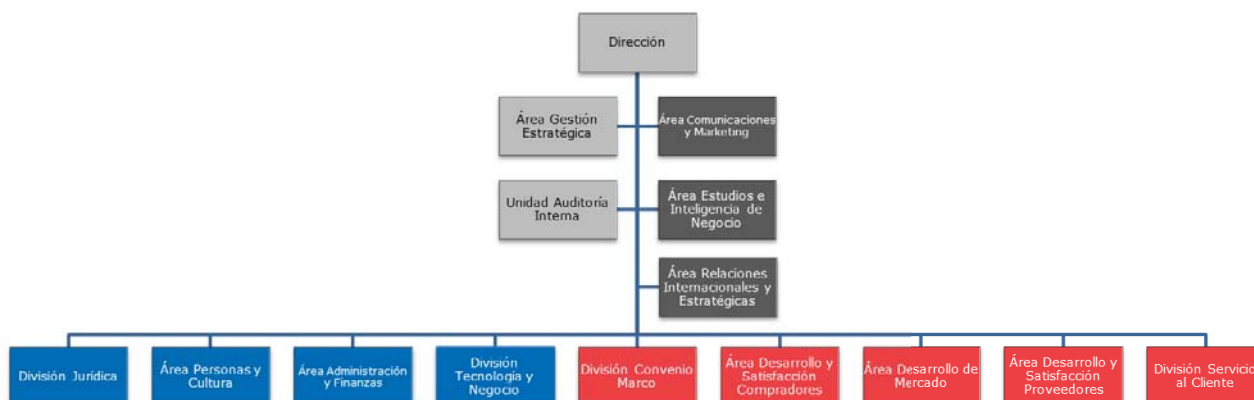 Dirección
Área Gestión
Estratégica
Área Comunicaciones
y Marketing
Unidad Auditoría
Interna
Área Estudios e
Inteligencia de
Negocio
Área Relaciones
Internacionales y
Estratégicas
División Jurídica
Área Personas y
Cultura
Área Administración
y Finanzas
División
Tecnología y
Negocio
División Convenio
Marco
Área Desarrollo y
Satisfacción
Compradores
Área Desarrollo de
Mercado
Área Desarrollo y
Satisfacción
Proveedores
División Servicio
al Cliente